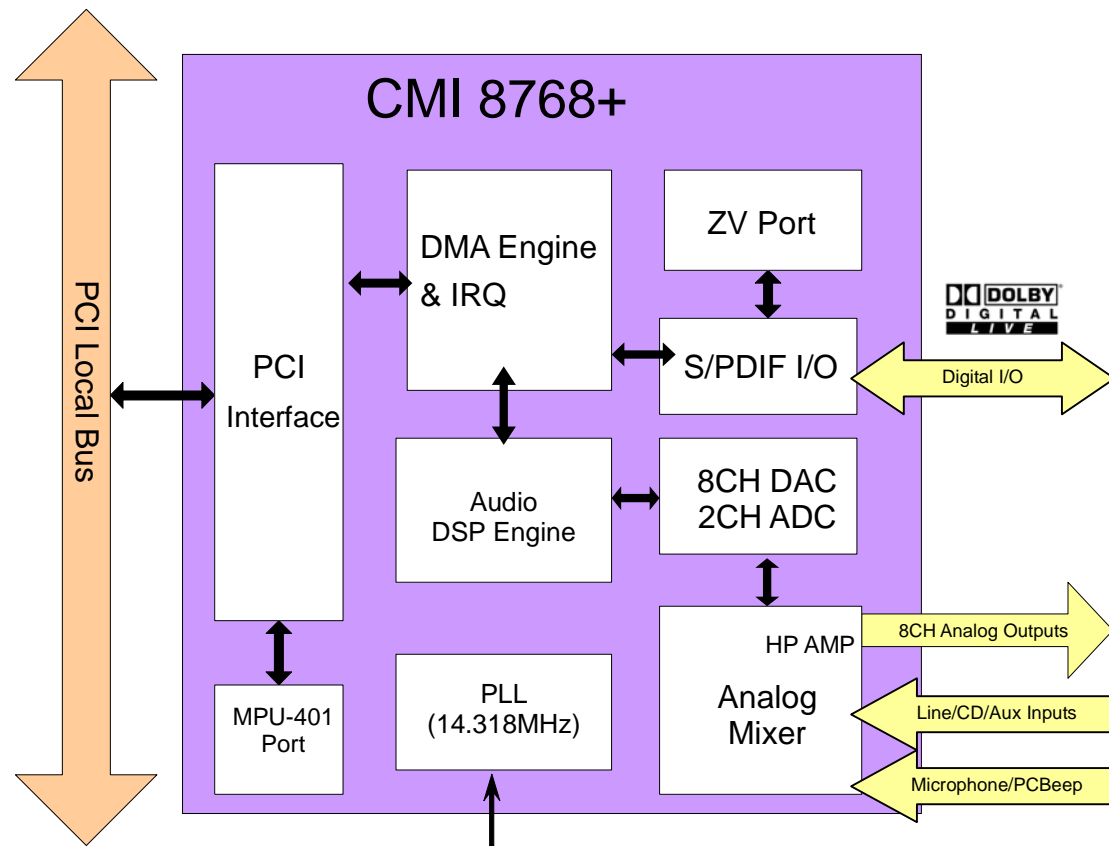 CMI 8768+
PCI Local Bus
PCI
Interface
DMA Engine
& IRQ
ZV Port
S/PDIF I/O
DOLBY
DIGITAL
LIVE
Digital I/O
Audio
DSP Engine
8CH DAC
2CH ADC
HP AMP
Analog
Mixer
8CH Analog Outputs
Line/CD/Aux Inputs
Microphone/PCBeep
MPU-401
Port
PLL
(14.318MHz)